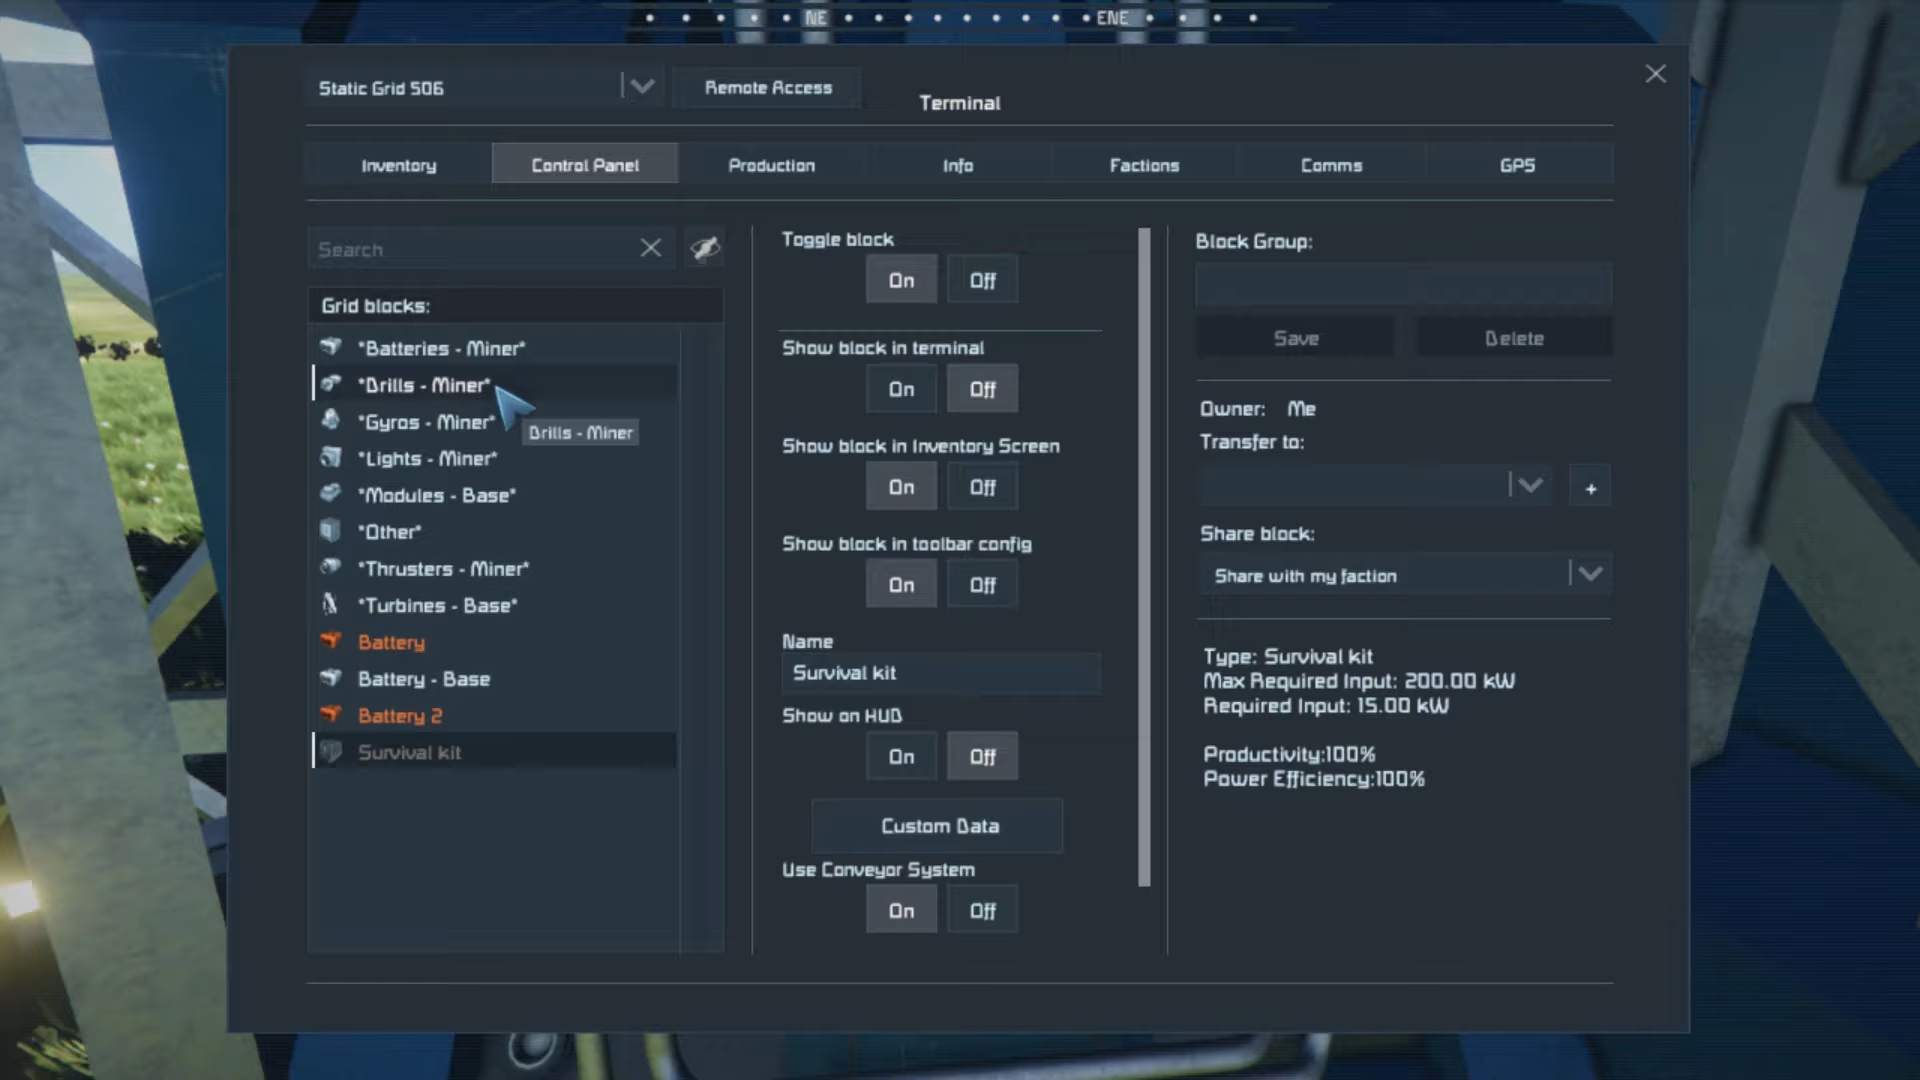 NE
ENE
Static Grid 506
Remote Access
Terminal
Inventory
Control Panel
Production
Info
Factions
Comms
GPS
Search
Grid blocks:
*Batteries - Miner*
*Drills - Miner*
*Gyros - Miner*
Drills - Miner
*Lights - Miner*
*Modules - Base*
*Other*
*Thrusters - Miner*
*Turbines - Base*
Battery
Battery - Base
Battery 2
Survival kit
Toggle block
On
Off
Show block in terminal
On
Off
Show block in Inventory Screen
On
Off
Show block in toolbar config
On
Off
Name
Survival kit
Show on HUD
On
Off
Custom Data
Use Conveyor System
On
Off
Block Group:
Save
Delete
Owner: Me
Transfer to:
+
Share block:
Share with my faction
Type: Survival kit
Max Required Input: 200.00 kW
Required Input: 15.00 kW
Productivity:100%
Power Efficiency:100%